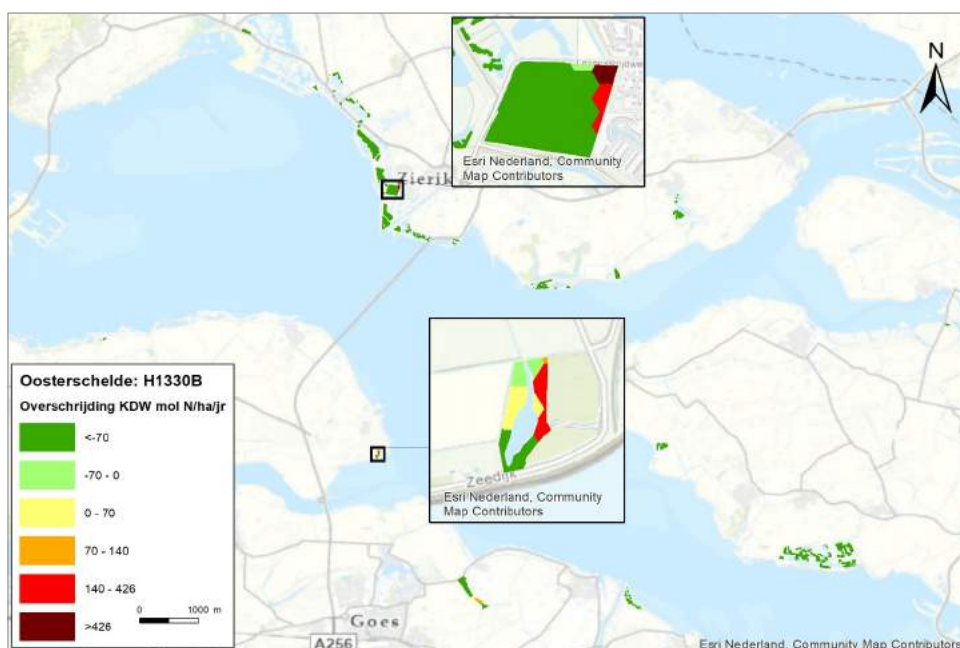 N
Esri Nederland, Community
Map Contributors
Zierik
Zeedijk
Esri Nederland, Community
Map Contributors
Oosterschelde: H1330B
Overschrijding KDW mol N/ha/jr
<-70
-70 - 0
0 - 70
70 - 140
140 - 426
>426
0 1000 m
Goes
A256
Esri Nederland, Community Map Contributors